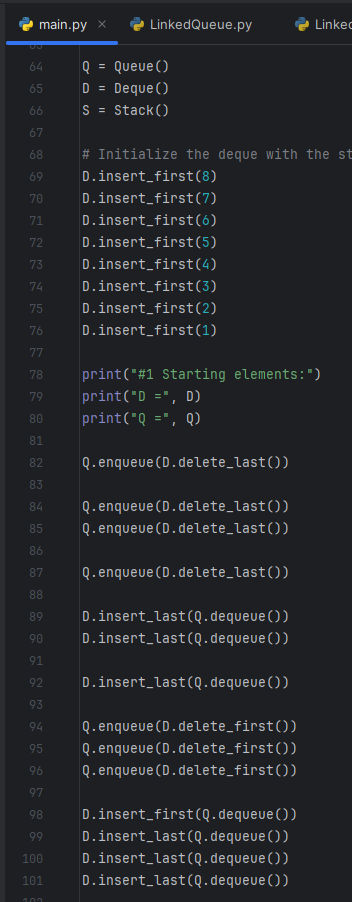 main.py × LinkedQueue.py Linked
63
64 Q = Queue()
65 D = Deque()
66 S = Stack()
67
68 # Initialize the deque with the st
69 D.insert_first(8)
70 D.insert_first(7)
71 D.insert_first(6)
72 D.insert_first(5)
73 D.insert_first(4)
74 D.insert_first(3)
75 D.insert_first(2)
76 D.insert_first(1)
77
78 print("#1 Starting elements:")
79 print("D =", D)
80 print("Q =", Q)
81
82 Q.enqueue(D.delete_last())
83
84 Q.enqueue(D.delete_last())
85 Q.enqueue(D.delete_last())
86
87 Q.enqueue(D.delete_last())
88
89 D.insert_last(Q.dequeue())
90 D.insert_last(Q.dequeue())
91
92 D.insert_last(Q.dequeue())
93
94 Q.enqueue(D.delete_first())
95 Q.enqueue(D.delete_first())
96 Q.enqueue(D.delete_first())
97
98 D.insert_first(Q.dequeue())
99 D.insert_last(Q.dequeue())
100 D.insert_last(Q.dequeue())
101 D.insert_last(Q.dequeue())